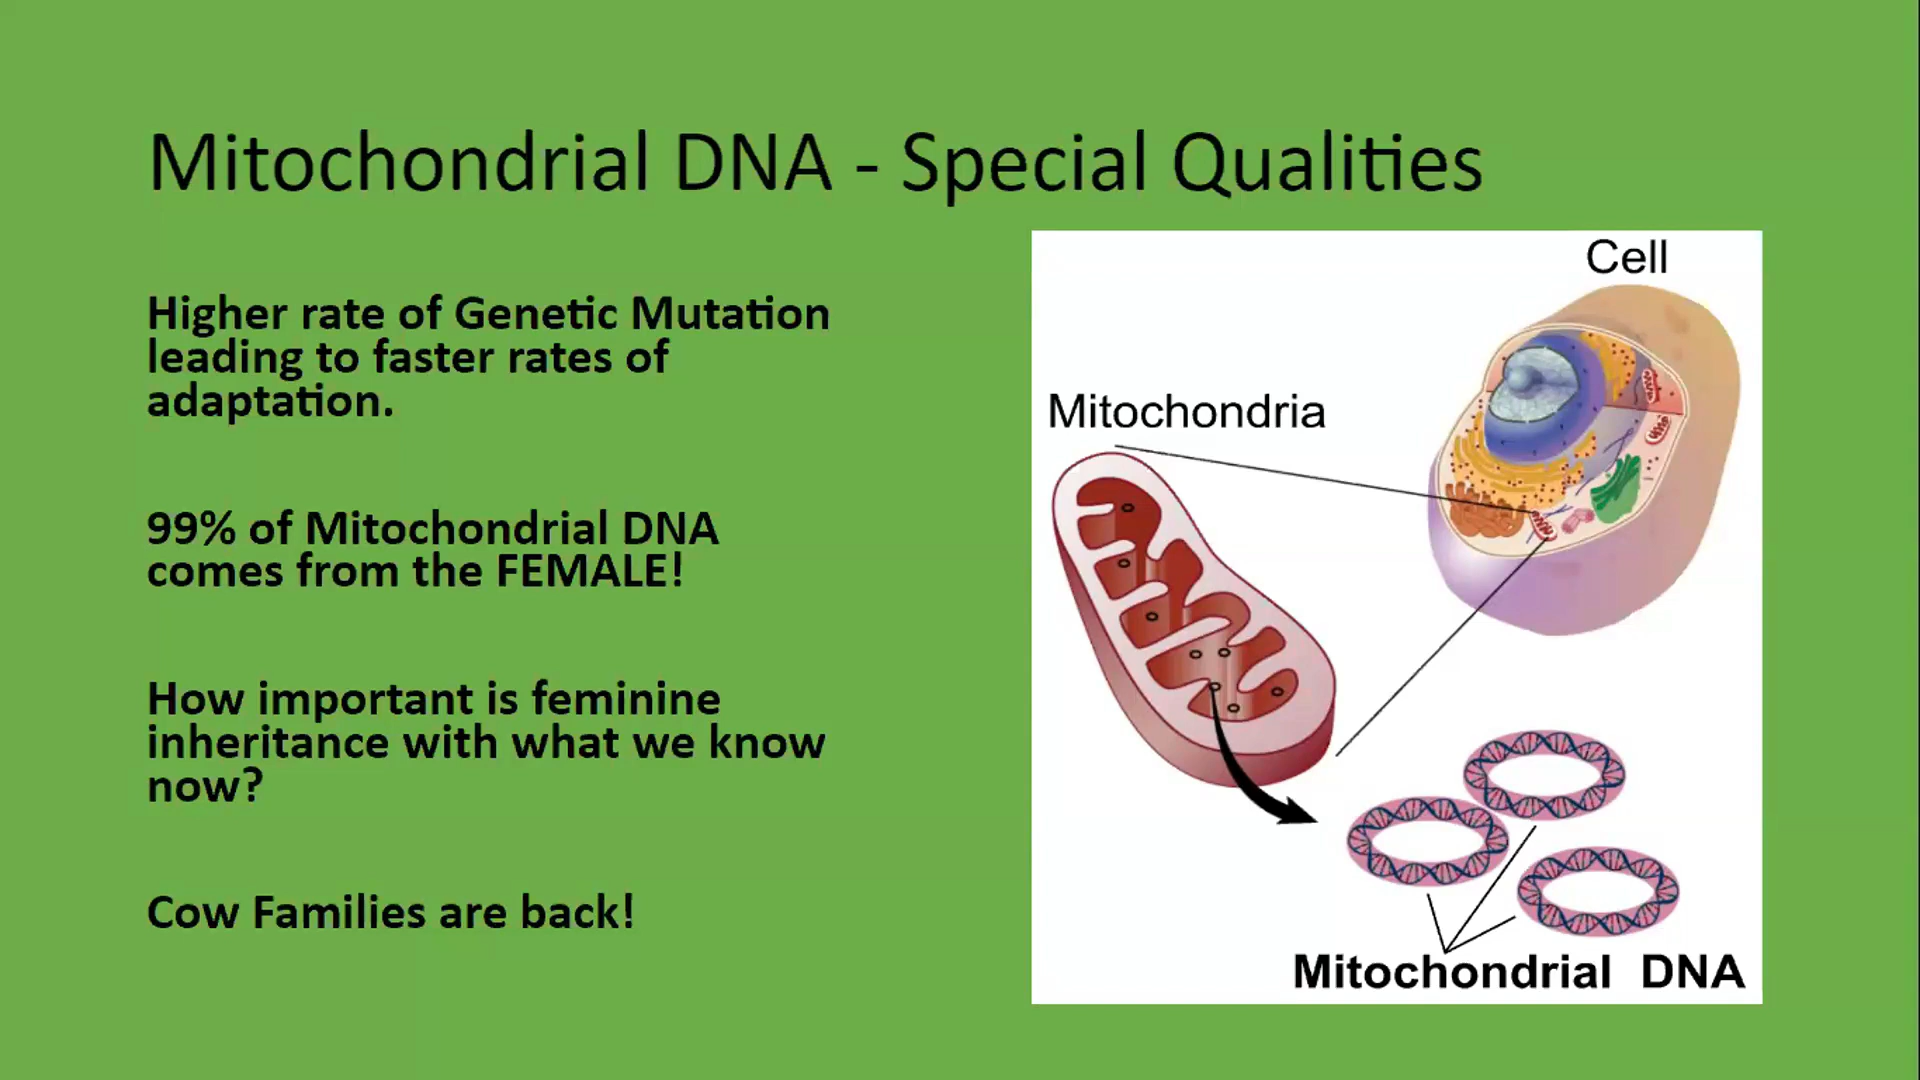 Mitochondrial DNA - Special Qualities
Higher rate of Genetic Mutation
leading to faster rates of
adaptation.
99% of Mitochondrial DNA
comes from the FEMALE!
How important is feminine
inheritance with what we know
now?
Cow Families are back!
Cell
Mitochondria
Mitochondrial DNA